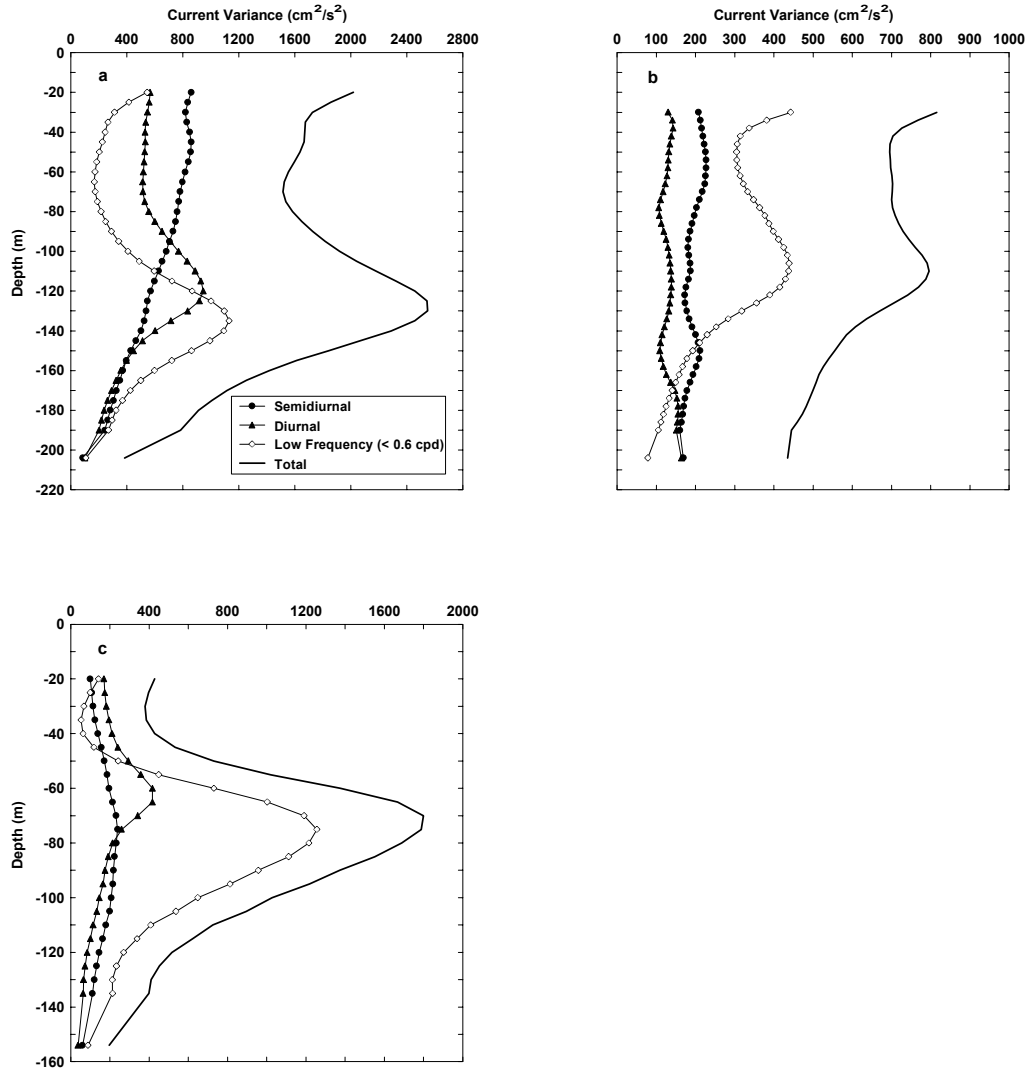 Current Variance (cm²/s²)
0 400 800 1200 1600 2000 2400 2800
0
-20
-40
-60
-80
-100
-120
-140
-160
-180
-200
-220
Depth (m)
a
Semidiurnal
Diurnal
Low Frequency (< 0.6 cpd)
Total
Current Variance (cm²/s²)
0 100 200 300 400 500 600 700 800 900 1000
b
0 400 800 1200 1600 2000
0
-20
-40
-60
-80
-100
-120
-140
-160
Depth (m)
c